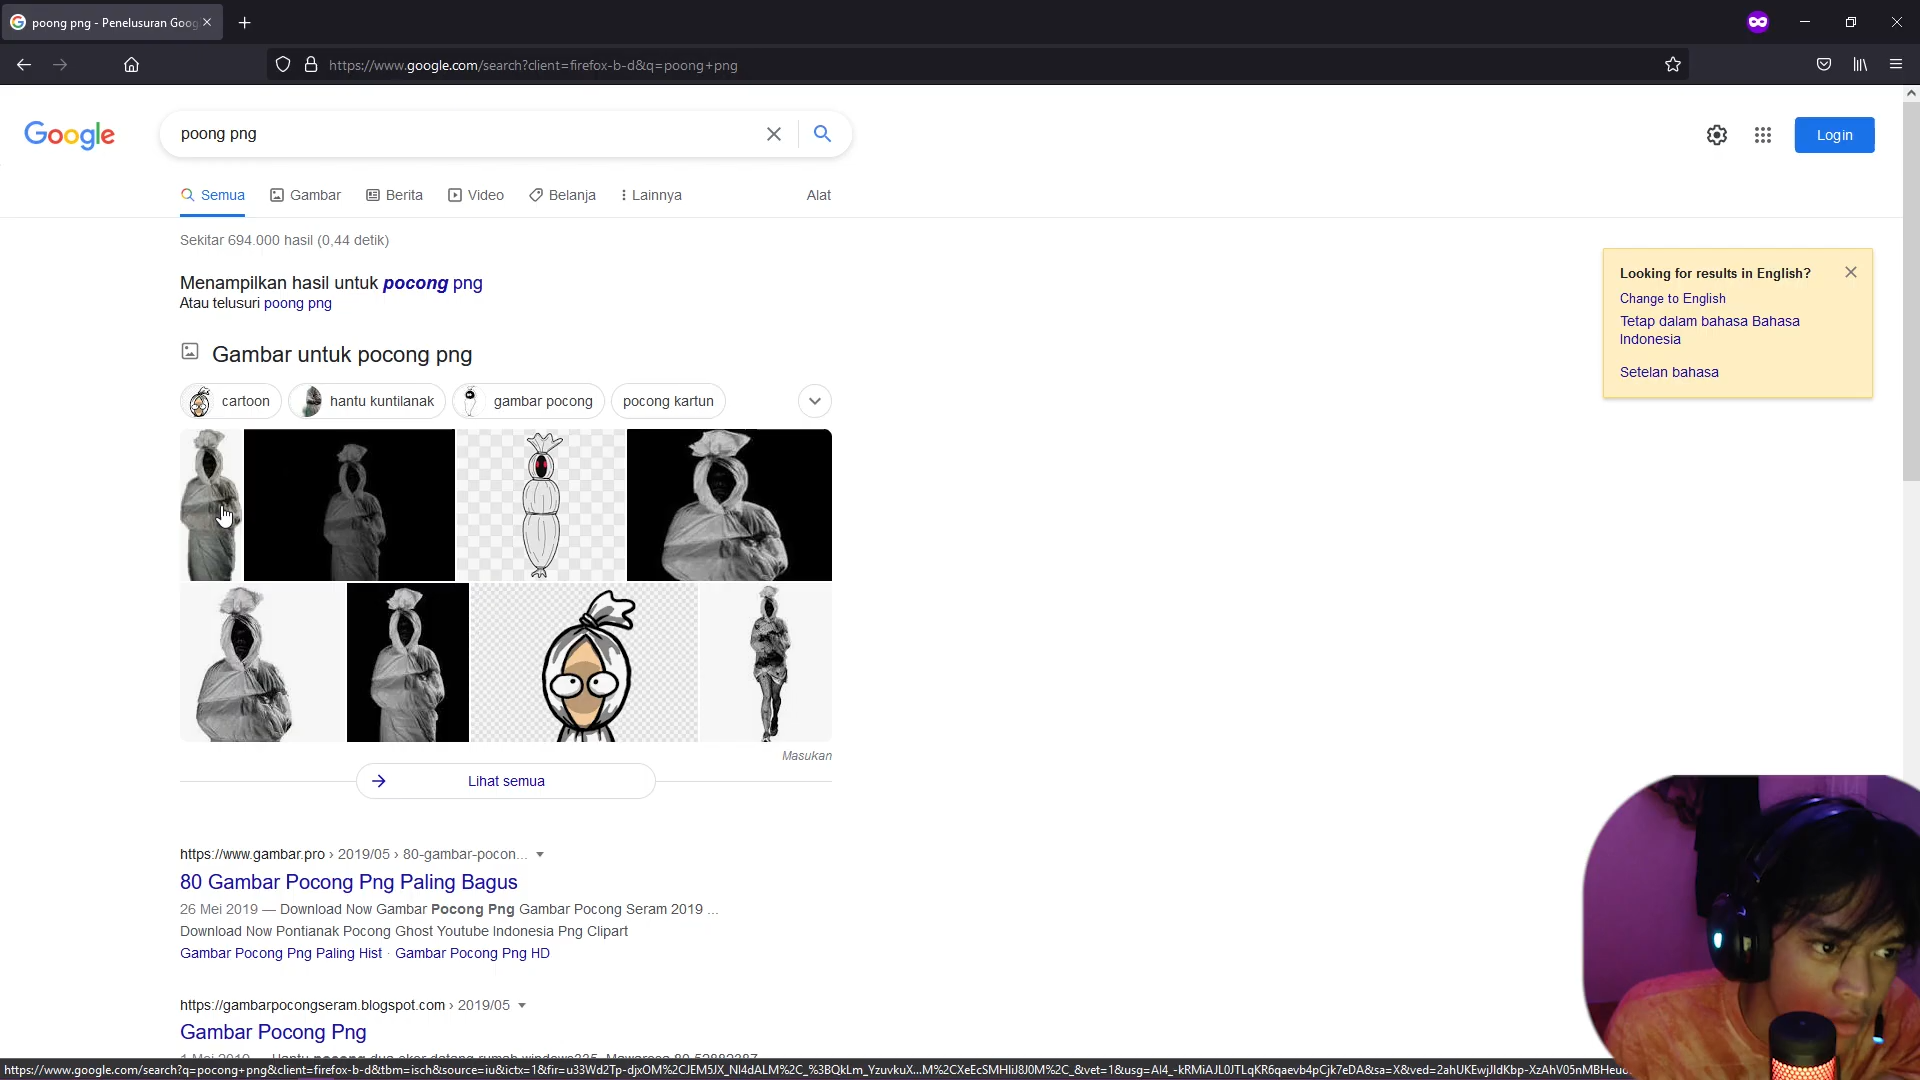 poong png - Penelusuran Goog
https://www.google.com/search?client=firefox-b-d&q=poong+png
Google
poong png
Login
Semua
Gambar
Berita
Video
Belanja
Lainnya
Alat
Sekitar 694.000 hasil (0,44 detik)
Menampilkan hasil untuk pocong png
Atau telusuri poong png
Looking for results in English?
Change to English
Tetap dalam bahasa Bahasa
Indonesia
Setelan bahasa
Gambar untuk pocong png
cartoon
hantu kuntilanak
gambar pocong
pocong kartun
Masukan
Lihat semua
https://www.gambar.pro › 2019/05 › 80-gambar-pocon...
80 Gambar Pocong Png Paling Bagus
26 Mei 2019 — Download Now Gambar Pocong Png Gambar Pocong Seram 2019 ...
Download Now Pontianak Pocong Ghost Youtube Indonesia Png Clipart
Gambar Pocong Png Paling Hist · Gambar Pocong Png HD
https://gambarpocongseram.blogspot.com › 2019/05
Gambar Pocong Png